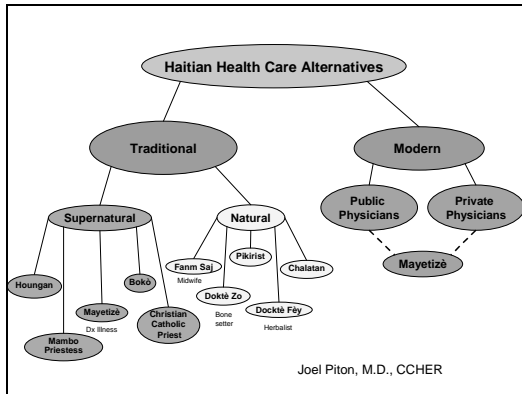 Haitian Health Care Alternatives
Traditional
Modern
Supernatural
Natural
Public
Physicians
Private
Physicians
Mayetizè
Houngan
Mambo
Priestess
Mayetizè
Dx Illness
Bokò
Christian
Catholic
Priest
Fanm Saj
Midwife
Doktè Zo
Bone
setter
Pikirist
Docktè Fèy
Herbalist
Chalatan
Joel Piton, M.D., CCHER